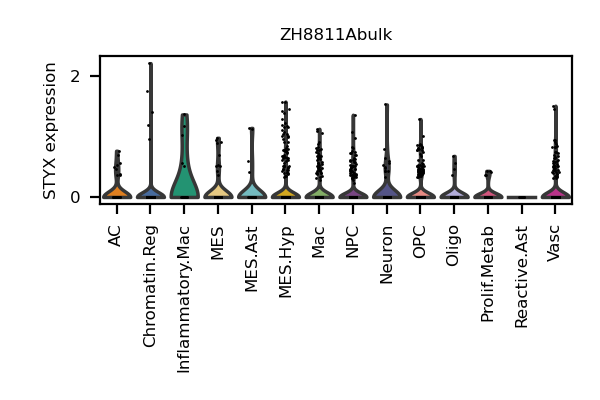 ZH8811Abulk
STYX expression
2
0
AC
Chromatin.Reg
Inflammatory.Mac
MES
MES.Ast
MES.Hyp
Mac
NPC
Neuron
OPC
Oligo
Prolif.Metab
Reactive.Ast
Vasc